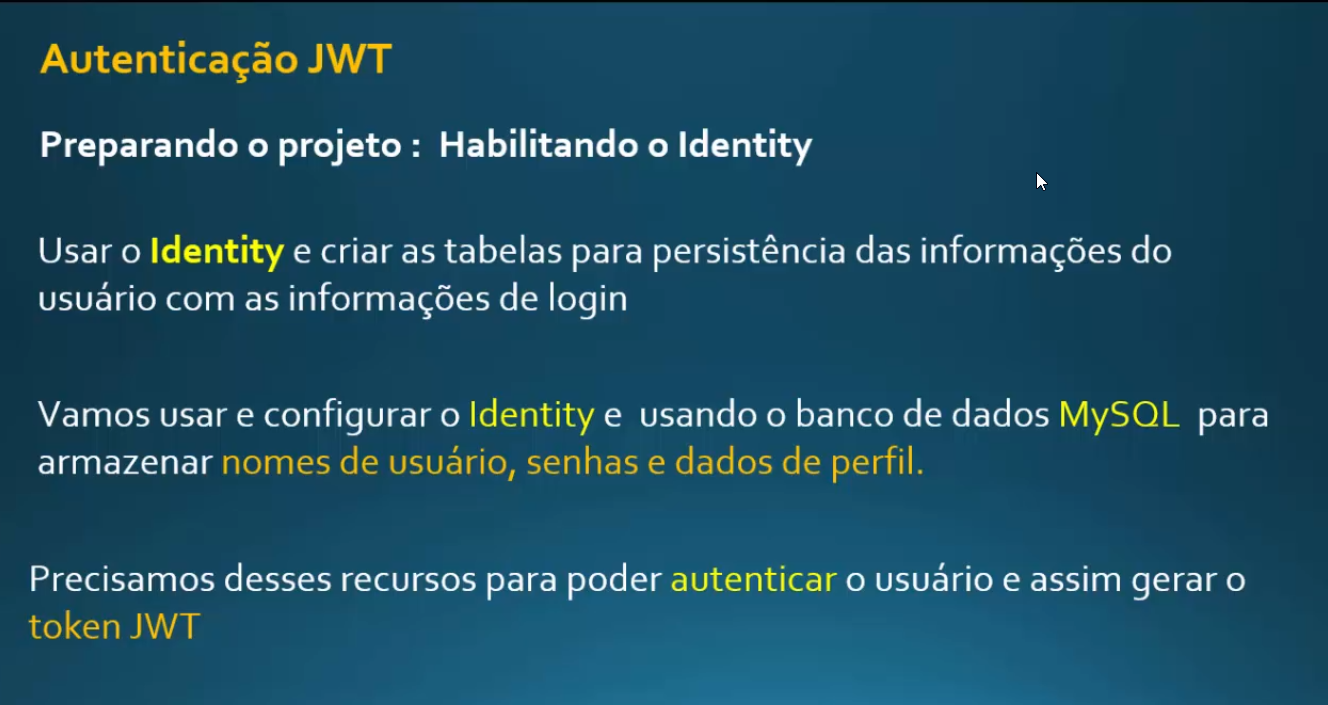 Autenticação JWT
Preparando o projeto : Habilitando o Identity
Usar o Identity e criar as tabelas para persistência das informações do
usuário com as informações de login
Vamos usar e configurar o Identity e usando o banco de dados MySQL para
armazenar nomes de usuário, senhas e dados de perfil.
Precisamos desses recursos para poder autenticar o usuário e assim gerar o
token JWT